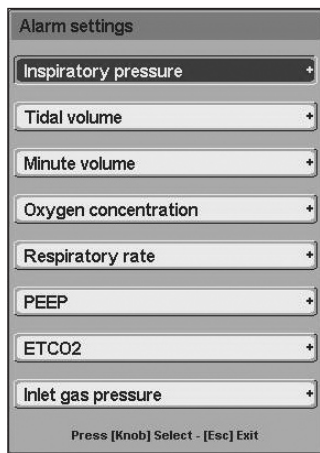 Alarm settings
Inspiratory pressure +
Tidal volume +
Minute volume +
Oxygen concentration +
Respiratory rate +
PEEP +
ETCO2 +
Inlet gas pressure +
Press [Knob] Select - [Esc] Exit